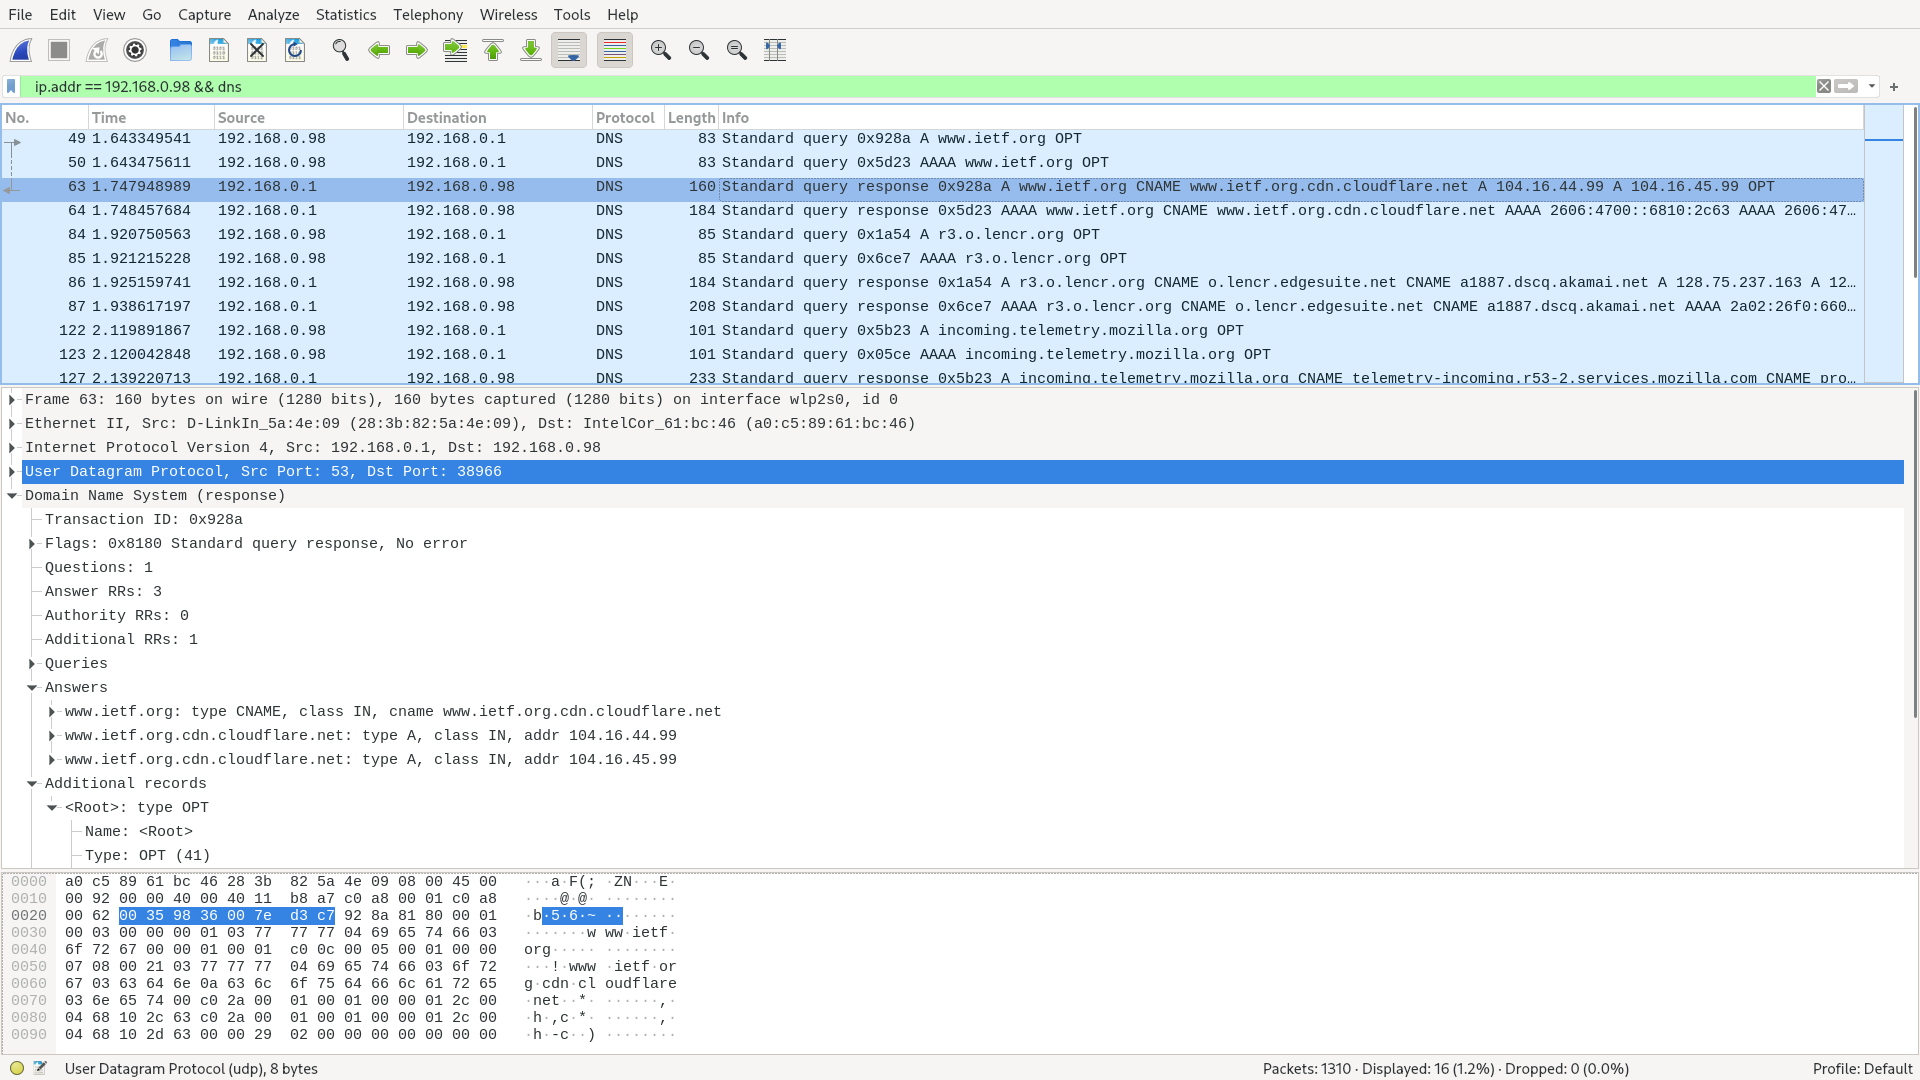 File Edit View Go Capture Analyze Statistics Telephony Wireless Tools Help
ip.addr == 192.168.0.98 && dns
No. Time Source Destination Protocol Length Info
49 1.643349541 192.168.0.98 192.168.0.1 DNS 83 Standard query 0x928a A www.ietf.org OPT
50 1.643475611 192.168.0.98 192.168.0.1 DNS 83 Standard query 0x5d23 AAAA www.ietf.org OPT
63 1.747948989 192.168.0.1 192.168.0.98 DNS 160 Standard query response 0x928a A www.ietf.org CNAME www.ietf.org.cdn.cloudflare.net A 104.16.44.99 A 104.16.45.99 OPT
64 1.748457684 192.168.0.1 192.168.0.98 DNS 184 Standard query response 0x5d23 AAAA www.ietf.org CNAME www.ietf.org.cdn.cloudflare.net AAAA 2606:4700::6810:2c63 AAAA 2606:47…
84 1.920750563 192.168.0.98 192.168.0.1 DNS 85 Standard query 0x1a54 A r3.o.lencr.org OPT
85 1.921215228 192.168.0.98 192.168.0.1 DNS 85 Standard query 0x6ce7 AAAA r3.o.lencr.org OPT
86 1.925159741 192.168.0.1 192.168.0.98 DNS 184 Standard query response 0x1a54 A r3.o.lencr.org CNAME o.lencr.edgesuite.net CNAME a1887.dscq.akamai.net A 128.75.237.163 A 12…
87 1.938617197 192.168.0.1 192.168.0.98 DNS 208 Standard query response 0x6ce7 AAAA r3.o.lencr.org CNAME o.lencr.edgesuite.net CNAME a1887.dscq.akamai.net AAAA 2a02:26f0:660…
122 2.119891867 192.168.0.98 192.168.0.1 DNS 101 Standard query 0x5b23 A incoming.telemetry.mozilla.org OPT
123 2.120042848 192.168.0.98 192.168.0.1 DNS 101 Standard query 0x05ce AAAA incoming.telemetry.mozilla.org OPT
127 2.139220713 192.168.0.1 192.168.0.98 DNS 233 Standard query response 0x5b23 A incoming.telemetry.mozilla.org CNAME telemetry-incoming.r53-2.services.mozilla.com CNAME pro…
Frame 63: 160 bytes on wire (1280 bits), 160 bytes captured (1280 bits) on interface wlp2s0, id 0
Ethernet II, Src: D-LinkIn_5a:4e:09 (28:3b:82:5a:4e:09), Dst: IntelCor_61:bc:46 (a0:c5:89:61:bc:46)
Internet Protocol Version 4, Src: 192.168.0.1, Dst: 192.168.0.98
User Datagram Protocol, Src Port: 53, Dst Port: 38966
Domain Name System (response)
Transaction ID: 0x928a
Flags: 0x8180 Standard query response, No error
Questions: 1
Answer RRs: 3
Authority RRs: 0
Additional RRs: 1
Queries
Answers
www.ietf.org: type CNAME, class IN, cname www.ietf.org.cdn.cloudflare.net
www.ietf.org.cdn.cloudflare.net: type A, class IN, addr 104.16.44.99
www.ietf.org.cdn.cloudflare.net: type A, class IN, addr 104.16.45.99
Additional records
<Root>: type OPT
Name: <Root>
Type: OPT (41)
0000 a0 c5 89 61 bc 46 28 3b 82 5a 4e 09 08 00 45 00 ···a·F(; ·ZN···E·
0010 00 92 00 00 40 00 40 11 b8 a7 c0 a8 00 01 c0 a8 ····@·@· ········
0020 00 62 00 35 98 36 00 7e d3 c7 92 8a 81 80 00 01 ·b·5·6·~ ········
0030 00 03 00 00 00 01 03 77 77 77 04 69 65 74 66 03 ·······w ww·ietf·
0040 6f 72 67 00 00 01 00 01 c0 0c 00 05 00 01 00 00 org····· ········
0050 07 08 00 21 03 77 77 77 04 69 65 74 66 03 6f 72 ···!·www ·ietf·or
0060 67 03 63 64 6e 0a 63 6c 6f 75 64 66 6c 61 72 65 g·cdn·cl oudflare
0070 03 6e 65 74 00 c0 2a 00 01 00 01 00 00 01 2c 00 ·net··*· ······,·
0080 04 68 10 2c 63 c0 2a 00 01 00 01 00 00 01 2c 00 ·h·,c·*· ······,·
0090 04 68 10 2d 63 00 00 29 02 00 00 00 00 00 00 00 ·h·-c··) ········
User Datagram Protocol (udp), 8 bytes Packets: 1310 · Displayed: 16 (1.2%) · Dropped: 0 (0.0%) Profile: Default